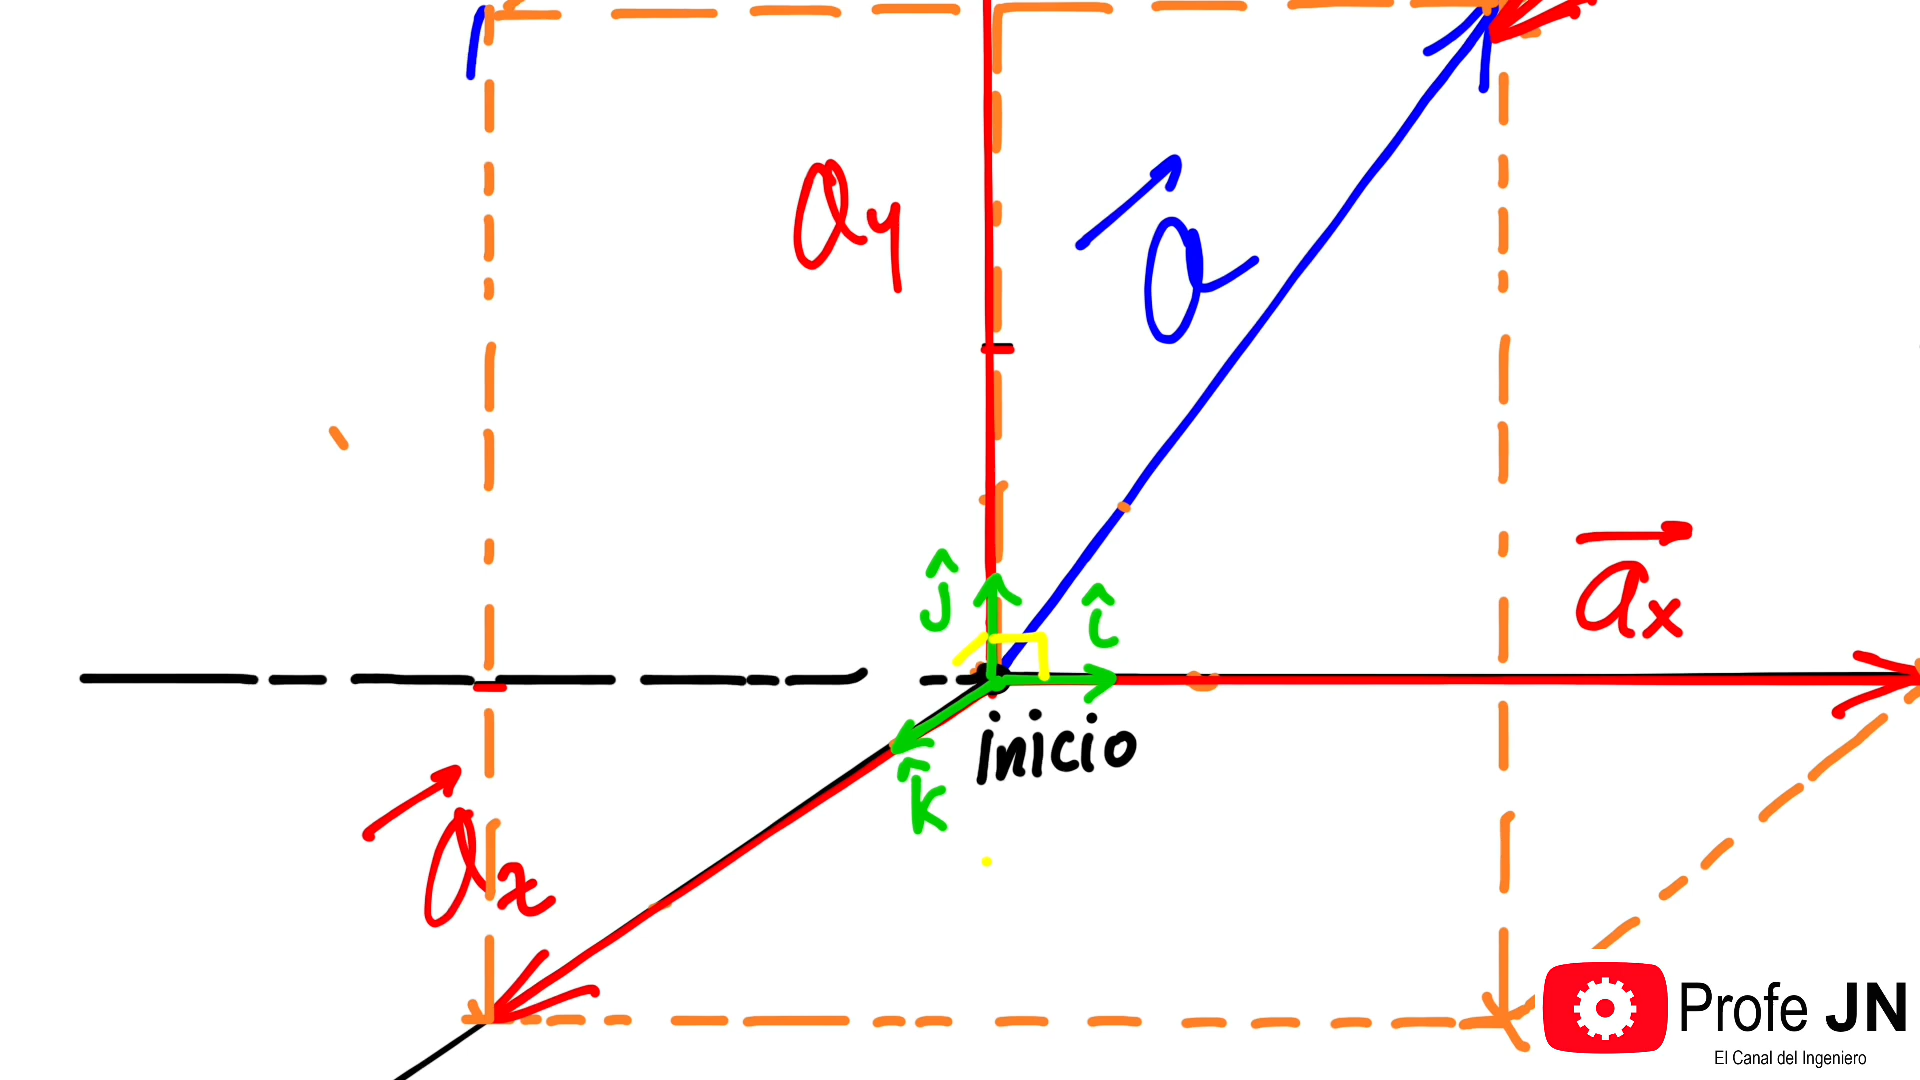 ay
a
ĵ
î
ax
inicio
k̂
az
Profe JN
El Canal del Ingeniero